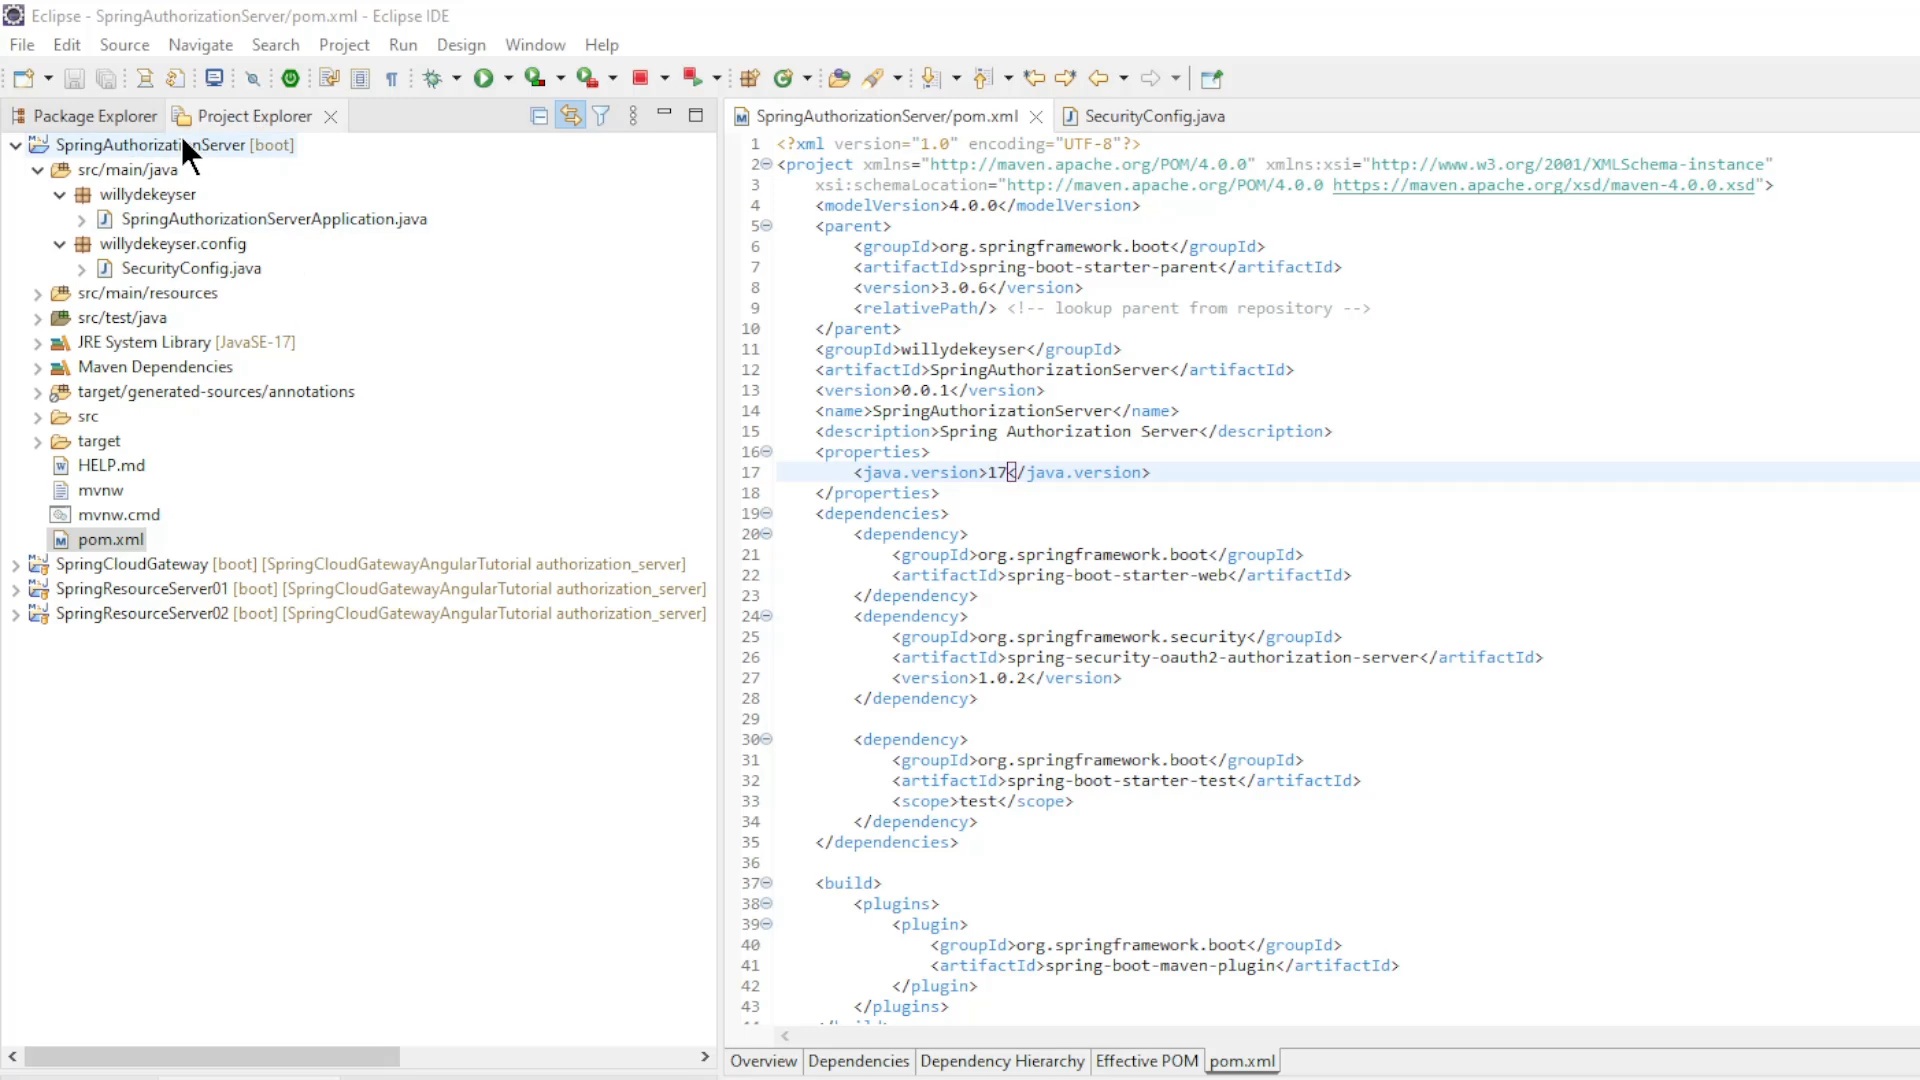 Eclipse - SpringAuthorizationServer/pom.xml - Eclipse IDE
File Edit Source Navigate Search Project Run Design Window Help
Package Explorer Project Explorer
SpringAuthorizationServer [boot]
src/main/java
willydekeyser
SpringAuthorizationServerApplication.java
willydekeyser.config
SecurityConfig.java
src/main/resources
src/test/java
JRE System Library [JavaSE-17]
Maven Dependencies
target/generated-sources/annotations
src
target
HELP.md
mvnw
mvnw.cmd
pom.xml
SpringCloudGateway [boot] [SpringCloudGatewayAngularTutorial authorization_server]
SpringResourceServer01 [boot] [SpringCloudGatewayAngularTutorial authorization_server]
SpringResourceServer02 [boot] [SpringCloudGatewayAngularTutorial authorization_server]
SpringAuthorizationServer/pom.xml SecurityConfig.java
1 <?xml version="1.0" encoding="UTF-8"?>
2 <project xmlns="http://maven.apache.org/POM/4.0.0" xmlns:xsi="http://www.w3.org/2001/XMLSchema-instance"
3 xsi:schemaLocation="http://maven.apache.org/POM/4.0.0 https://maven.apache.org/xsd/maven-4.0.0.xsd">
4 <modelVersion>4.0.0</modelVersion>
5 <parent>
6 <groupId>org.springframework.boot</groupId>
7 <artifactId>spring-boot-starter-parent</artifactId>
8 <version>3.0.6</version>
9 <relativePath/> <!-- lookup parent from repository -->
10 </parent>
11 <groupId>willydekeyser</groupId>
12 <artifactId>SpringAuthorizationServer</artifactId>
13 <version>0.0.1</version>
14 <name>SpringAuthorizationServer</name>
15 <description>Spring Authorization Server</description>
16 <properties>
17 <java.version>17</java.version>
18 </properties>
19 <dependencies>
20 <dependency>
21 <groupId>org.springframework.boot</groupId>
22 <artifactId>spring-boot-starter-web</artifactId>
23 </dependency>
24 <dependency>
25 <groupId>org.springframework.security</groupId>
26 <artifactId>spring-security-oauth2-authorization-server</artifactId>
27 <version>1.0.2</version>
28 </dependency>
29
30 <dependency>
31 <groupId>org.springframework.boot</groupId>
32 <artifactId>spring-boot-starter-test</artifactId>
33 <scope>test</scope>
34 </dependency>
35 </dependencies>
36
37 <build>
38 <plugins>
39 <plugin>
40 <groupId>org.springframework.boot</groupId>
41 <artifactId>spring-boot-maven-plugin</artifactId>
42 </plugin>
43 </plugins>
Overview Dependencies Dependency Hierarchy Effective POM pom.xml